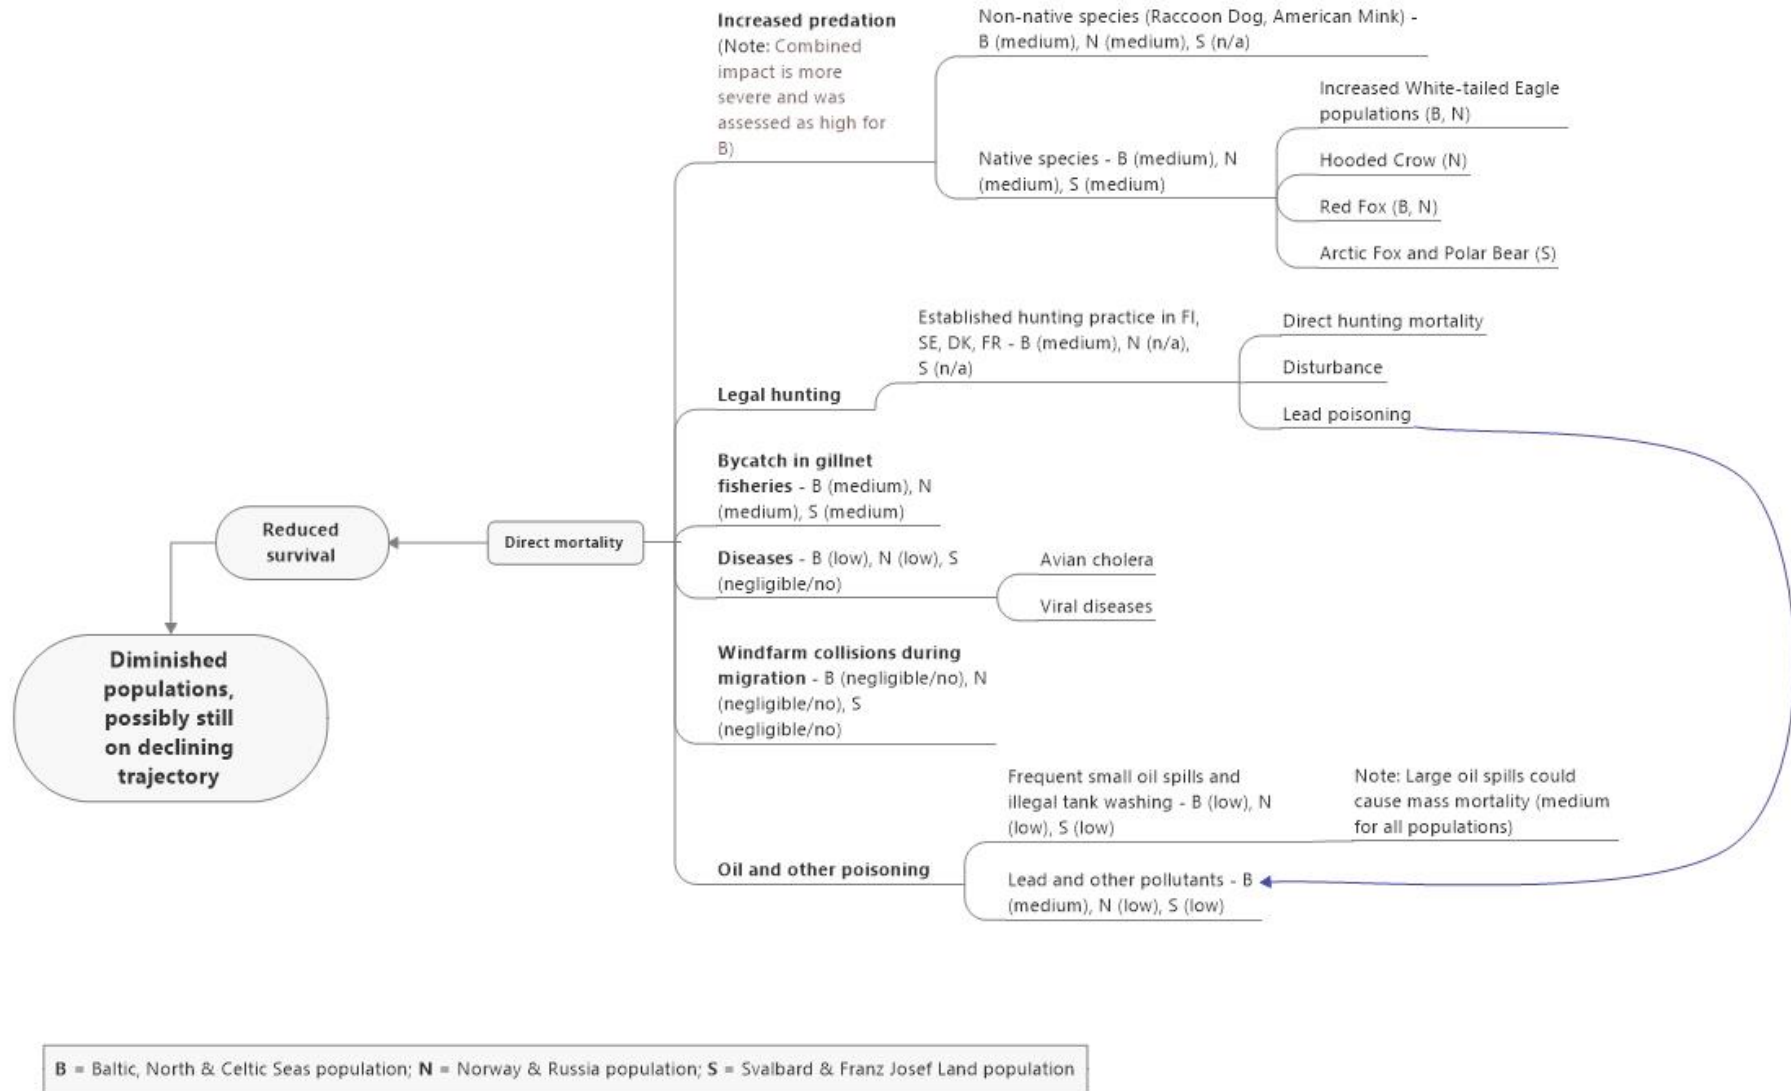 Increased predation
(Note: Combined
impact is more
severe and was
assessed as high for
B)
Non-native species (Raccoon Dog, American Mink) -
B (medium), N (medium), S (n/a)
Native species - B (medium), N
(medium), S (medium)
Increased White-tailed Eagle
populations (B, N)
Hooded Crow (N)
Red Fox (B, N)
Arctic Fox and Polar Bear (S)
Legal hunting
Established hunting practice in FI,
SE, DK, FR - B (medium), N (n/a),
S (n/a)
Direct hunting mortality
Disturbance
Lead poisoning
Bycatch in gillnet
fisheries - B (medium), N
(medium), S (medium)
Diseases - B (low), N (low), S
(negligible/no)
Avian cholera
Viral diseases
Windfarm collisions during
migration - B (negligible/no), N
(negligible/no), S
(negligible/no)
Oil and other poisoning
Frequent small oil spills and
illegal tank washing - B (low), N
(low), S (low)
Note: Large oil spills could
cause mass mortality (medium
for all populations)
Lead and other pollutants - B
(medium), N (low), S (low)
Direct mortality
Reduced
survival
Diminished
populations,
possibly still
on declining
trajectory
B = Baltic, North & Celtic Seas population; N = Norway & Russia population; S = Svalbard & Franz Josef Land population